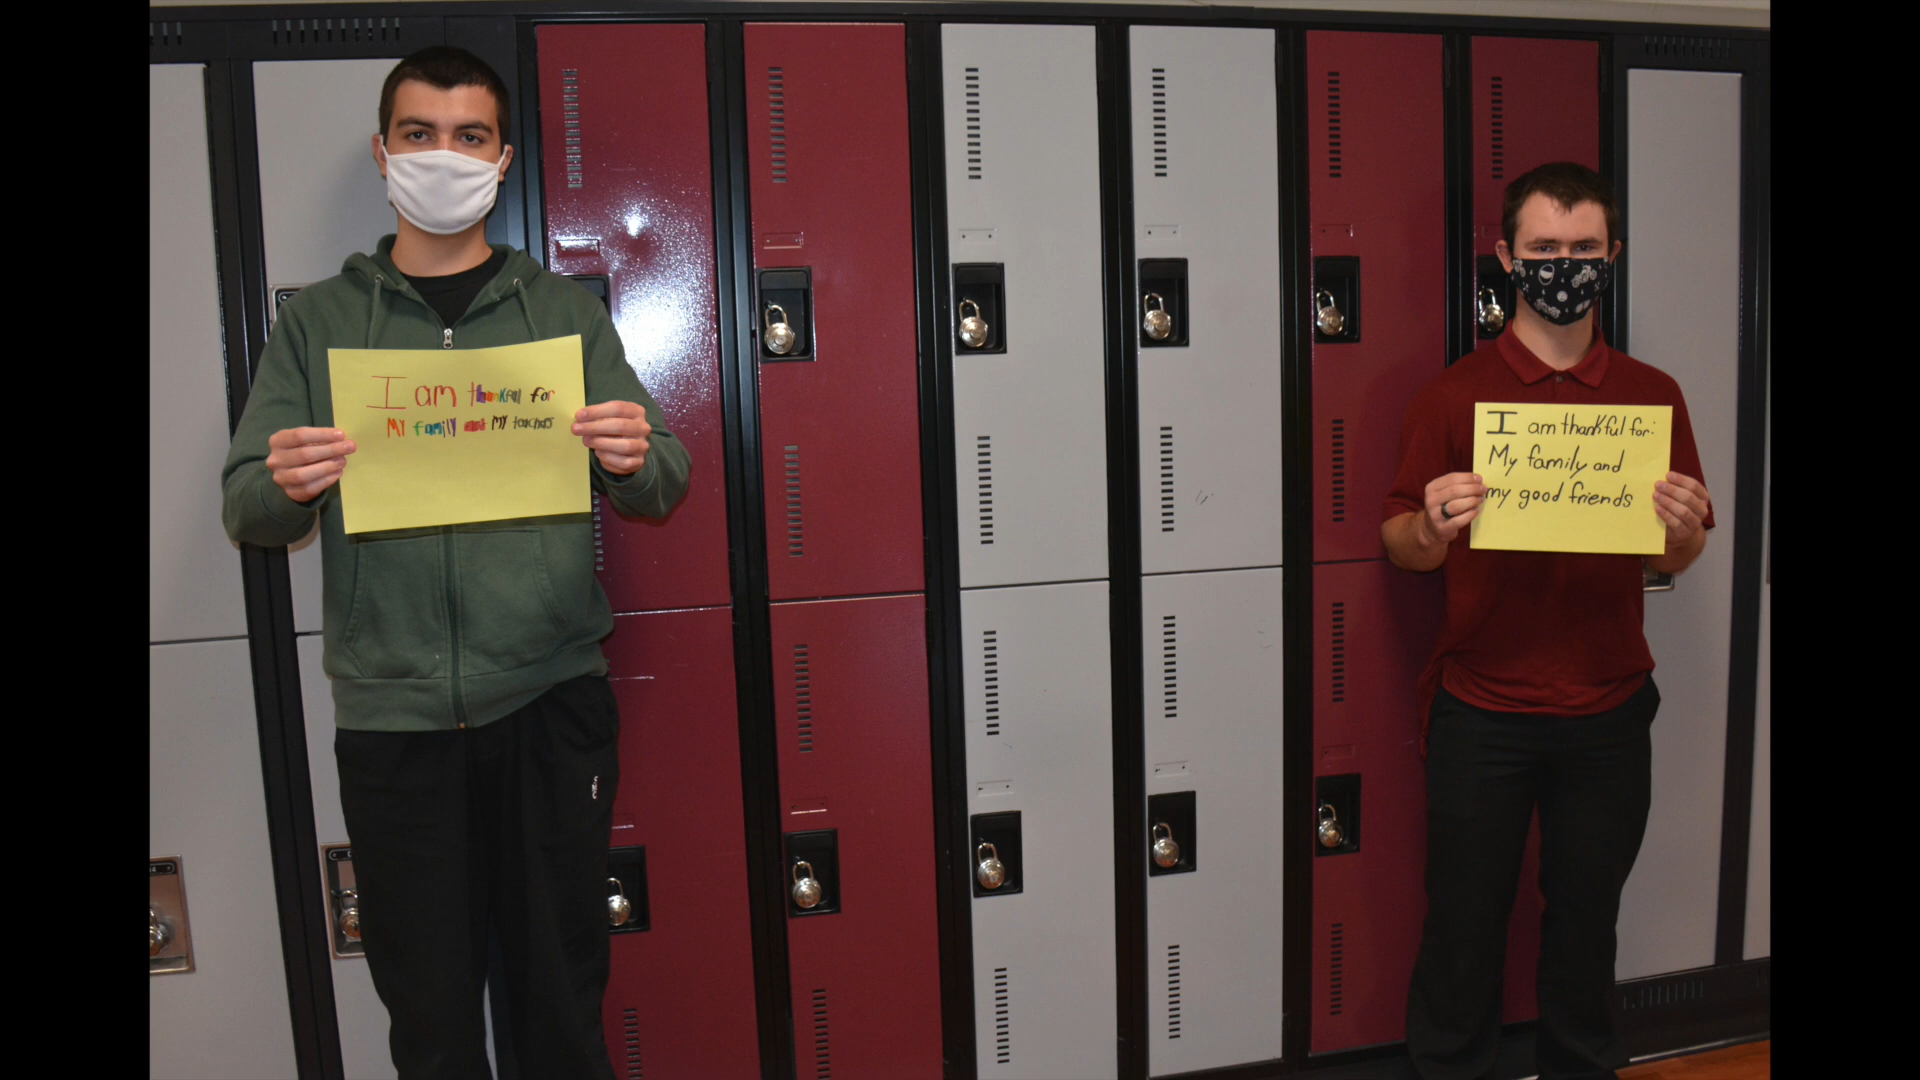 I am thankful for
My family and my teachers
I am thankful for:
My family and
my good friends